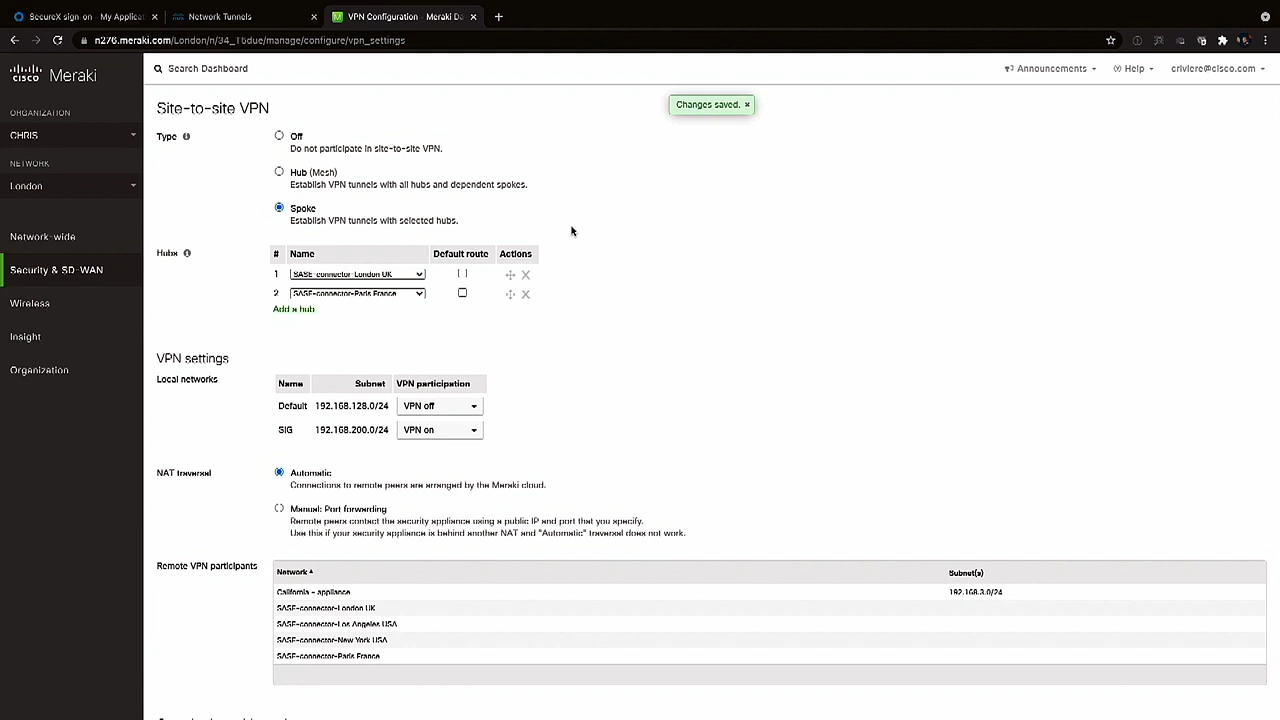 SecureX sign-on - My Applicat
Network Tunnels
VPN Configuration - Meraki Da
n276.meraki.com/London/n/34_T5due/manage/configure/vpn_settings
cisco Meraki
Search Dashboard
Announcements
Help
criviere@cisco.com
ORGANIZATION
CHRIS
NETWORK
London
Network-wide
Security & SD-WAN
Wireless
Insight
Organization
Site-to-site VPN
Changes saved. ×
Type
Off
Do not participate in site-to-site VPN.
Hub (Mesh)
Establish VPN tunnels with all hubs and dependent spokes.
Spoke
Establish VPN tunnels with selected hubs.
Hubs
# Name Default route Actions
1 SASE-connector-London UK
2 SASE-connector-Paris France
Add a hub
VPN settings
Local networks
Name Subnet VPN participation
Default 192.168.128.0/24 VPN off
SIG 192.168.200.0/24 VPN on
NAT traversal
Automatic
Connections to remote peers are arranged by the Meraki cloud.
Manual: Port forwarding
Remote peers contact the security appliance using a public IP and port that you specify.
Use this if your security appliance is behind another NAT and "Automatic" traversal does not work.
Remote VPN participants
Network Subnet(s)
California - appliance 192.168.3.0/24
SASE-connector-London UK
SASE-connector-Los Angeles USA
SASE-connector-New York USA
SASE-connector-Paris France